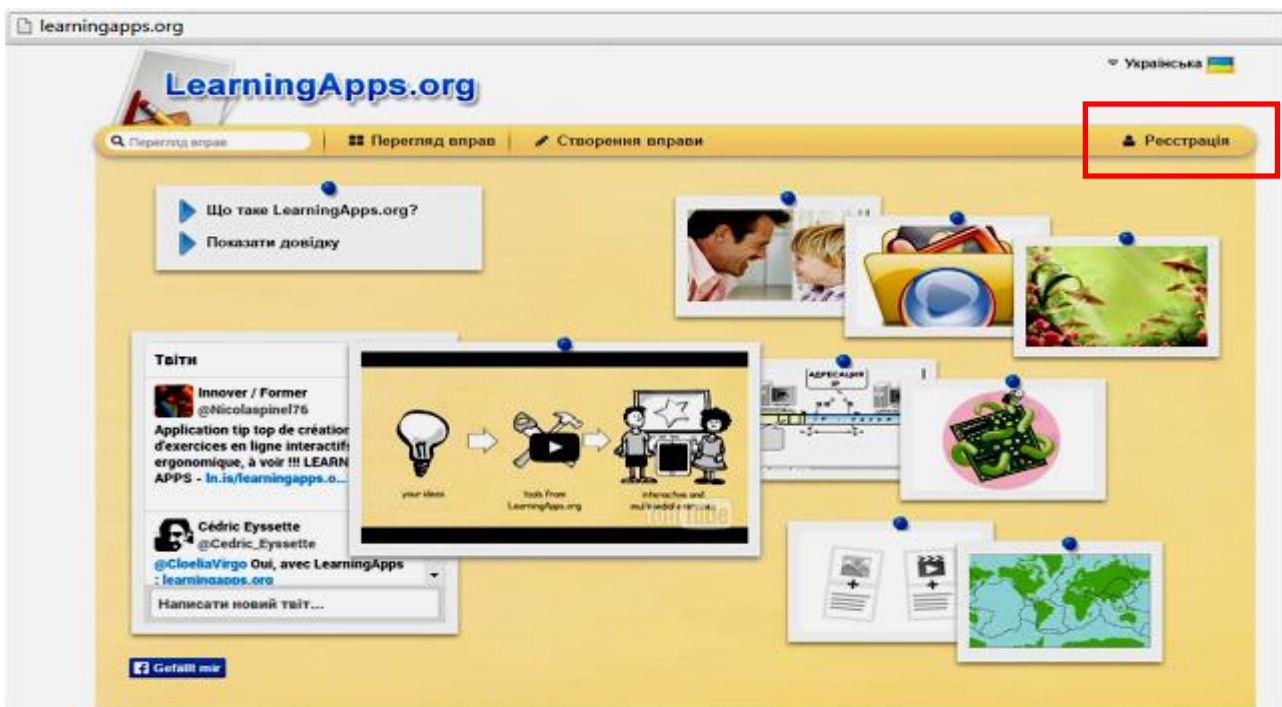 learningapps.org
LearningApps.org
Українська
Перегляд вправ
Перегляд вправ
Створення вправи
Реєстрація
Що таке LearningApps.org?
Показати довідку
Твіти
Innover / Former
@Nicolaspinel76
Application tip top de création
d'exercices en ligne interactifs
ergonomique, à voir !!! LEARN
APPS - ln.is/learningapps.o...
Cédric Eyssette
@Cedric_Eyssette
@CloeliaVirgo Oui, avec LearningApps
: learningapps.org
Написати новий твіт...
your ideas
tools from
LearningApps.org
interactive and
YouTube
АДРЕСАЦИЯ
IP
Gefällt mir